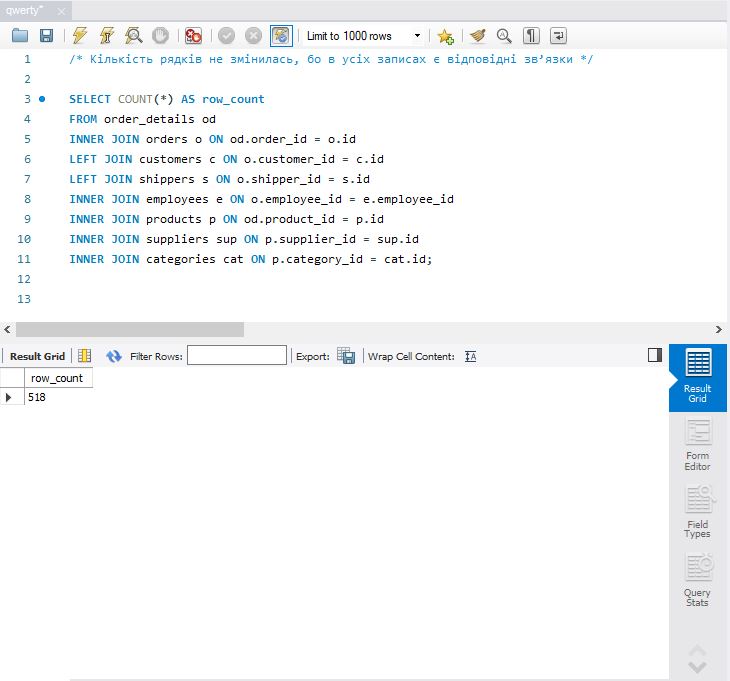 qwerty*
Limit to 1000 rows
1 /* Кількість рядків не змінилась, бо в усіх записах є відповідні зв’язки */
2
3 SELECT COUNT(*) AS row_count
4 FROM order_details od
5 INNER JOIN orders o ON od.order_id = o.id
6 LEFT JOIN customers c ON o.customer_id = c.id
7 LEFT JOIN shippers s ON o.shipper_id = s.id
8 INNER JOIN employees e ON o.employee_id = e.employee_id
9 INNER JOIN products p ON od.product_id = p.id
10 INNER JOIN suppliers sup ON p.supplier_id = sup.id
11 INNER JOIN categories cat ON p.category_id = cat.id;
12
13
Result Grid Filter Rows: Export: Wrap Cell Content: IA
row_count
518
Result
Grid
Form
Editor
Field
Types
Query
Stats